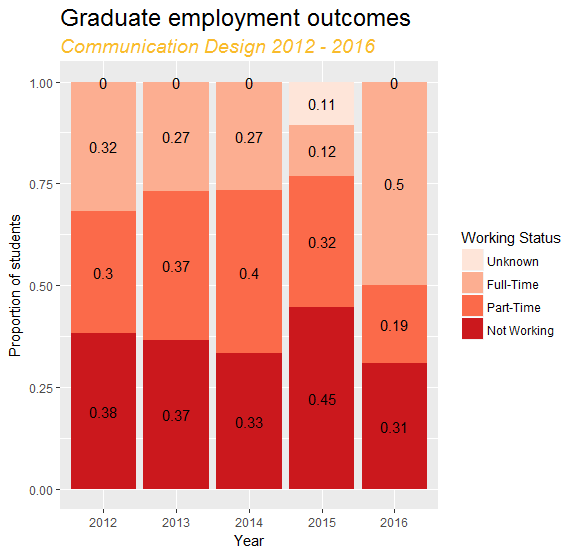 Graduate employment outcomes
Communication Design 2012 - 2016
Proportion of students
1.00
0.75
0.50
0.25
0.00
0 0 0 0.11 0
0.32 0.27 0.27 0.12 0.5
0.3 0.37 0.4 0.32 0.19
0.38 0.37 0.33 0.45 0.31
2012 2013 2014 2015 2016
Year
Working Status
Unknown
Full-Time
Part-Time
Not Working